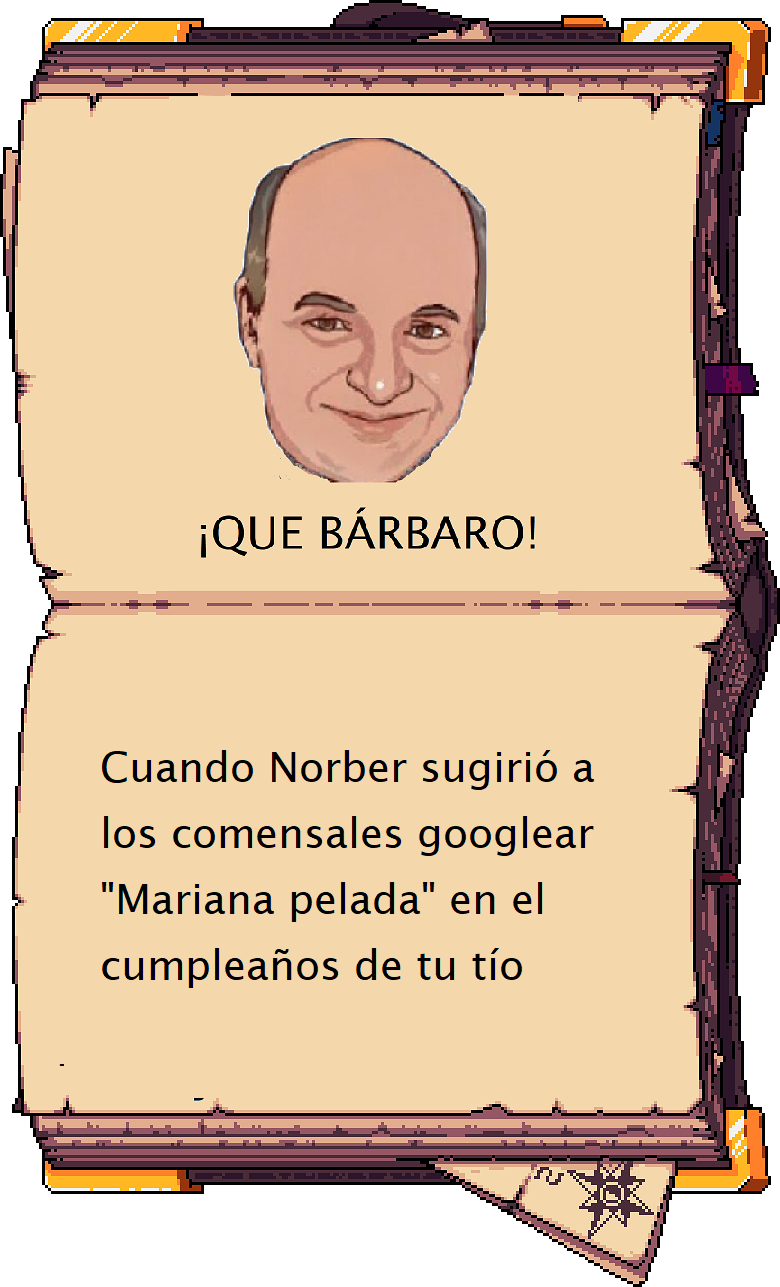 ¡QUE BÁRBARO!
Cuando Norber sugirió a
los comensales googlear
"Mariana pelada" en el
cumpleaños de tu tío